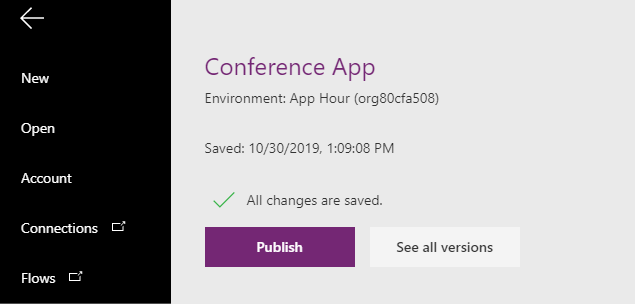 New
Open
Account
Connections
Flows
Conference App
Environment: App Hour (org80cfa508)
Saved: 10/30/2019, 1:09:08 PM
All changes are saved.
Publish
See all versions